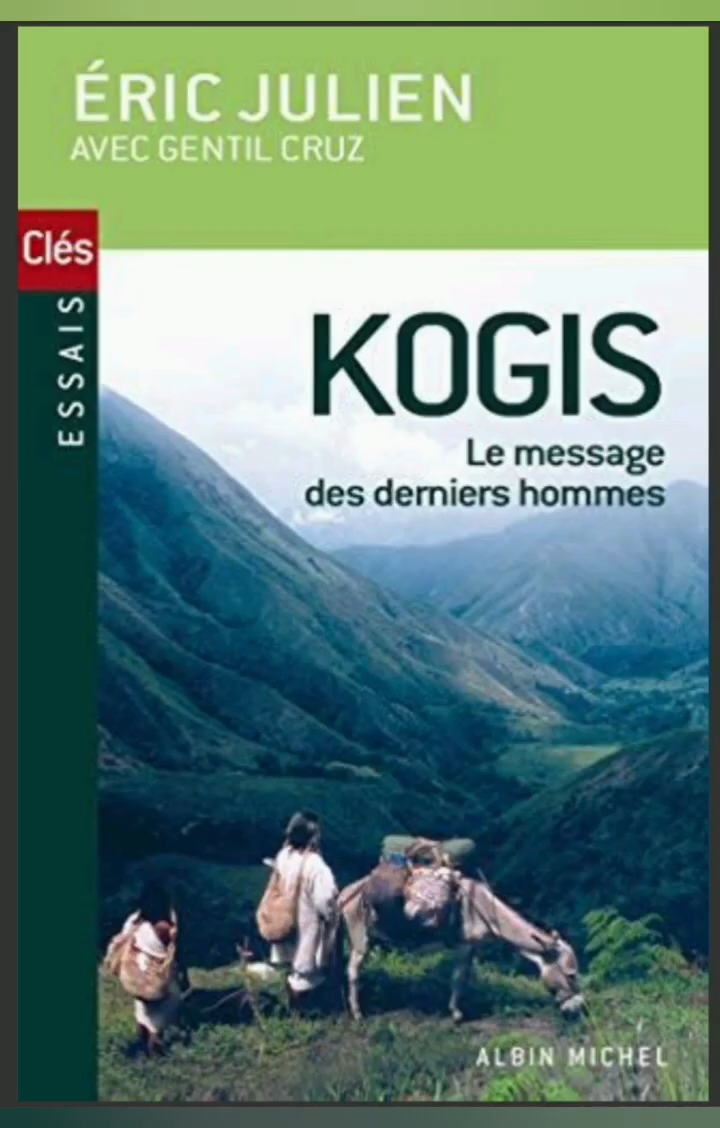 ÉRIC JULIEN
AVEC GENTIL CRUZ
Clés
ESSAIS
KOGIS
Le message
des derniers hommes
ALBIN MICHEL